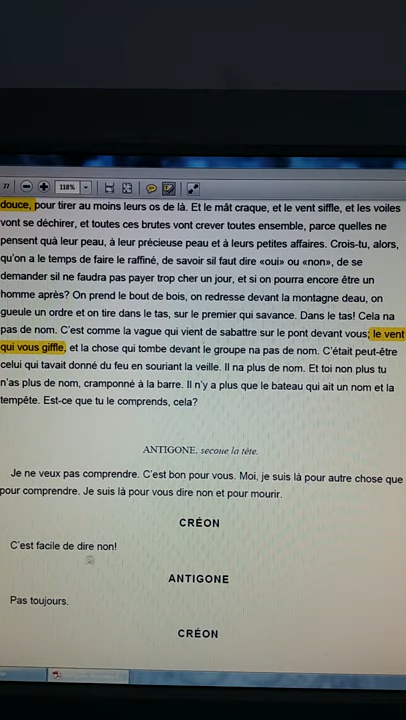 77 118%
douce, pour tirer au moins leurs os de là. Et le mât craque, et le vent siffle, et les voiles
vont se déchirer, et toutes ces brutes vont crever toutes ensemble, parce quelles ne
pensent quà leur peau, à leur précieuse peau et à leurs petites affaires. Crois-tu, alors,
qu'on a le temps de faire le raffiné, de savoir sil faut dire «oui» ou «non», de se
demander sil ne faudra pas payer trop cher un jour, et si on pourra encore être un
homme après? On prend le bout de bois, on redresse devant la montagne deau, on
gueule un ordre et on tire dans le tas, sur le premier qui savance. Dans le tas! Cela na
pas de nom. C'est comme la vague qui vient de sabattre sur le pont devant vous; le vent
qui vous giffle, et la chose qui tombe devant le groupe na pas de nom. C'était peut-être
celui qui tavait donné du feu en souriant la veille. Il na plus de nom. Et toi non plus tu
n'as plus de nom, cramponné à la barre. Il n'y a plus que le bateau qui ait un nom et la
tempête. Est-ce que tu le comprends, cela?
ANTIGONE, secoue la tête.
Je ne veux pas comprendre. C'est bon pour vous. Moi, je suis là pour autre chose que
pour comprendre. Je suis là pour vous dire non et pour mourir.
CRÉON
C'est facile de dire non!
ANTIGONE
Pas toujours.
CRÉON